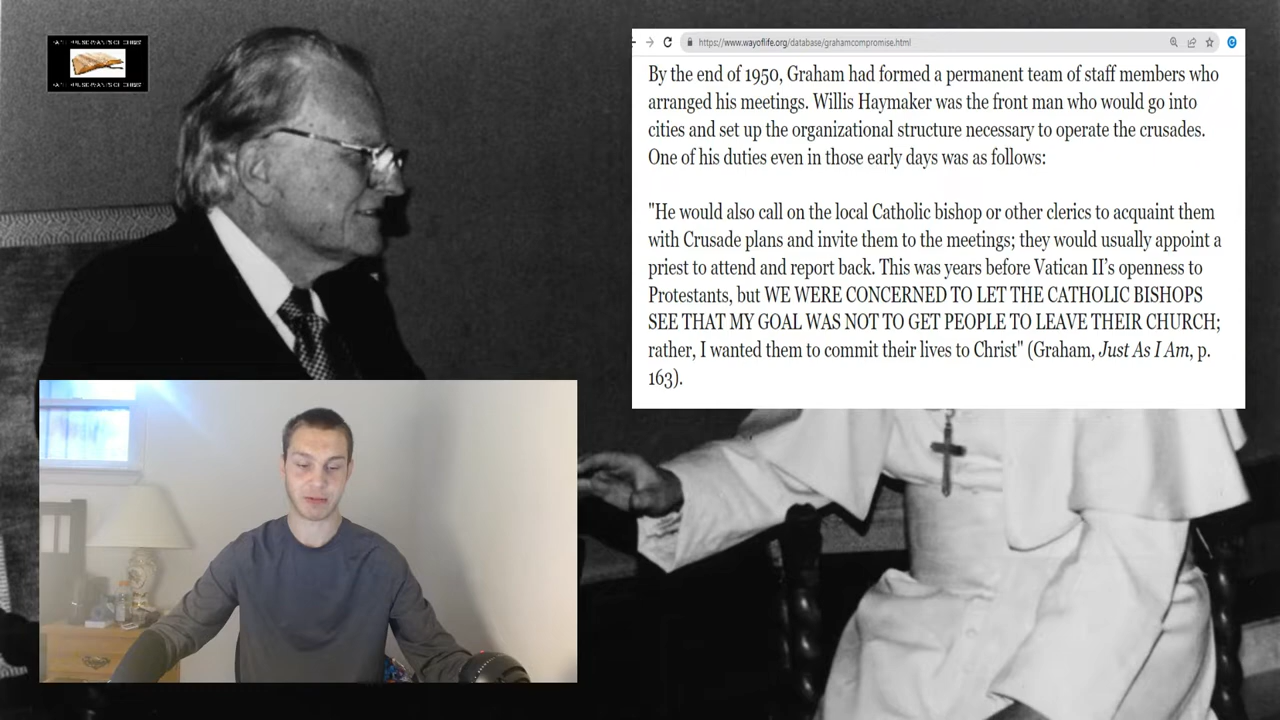 https://www.wayoflife.org/database/grahamcompromise.html
By the end of 1950, Graham had formed a permanent team of staff members who
arranged his meetings. Willis Haymaker was the front man who would go into
cities and set up the organizational structure necessary to operate the crusades.
One of his duties even in those early days was as follows:
"He would also call on the local Catholic bishop or other clerics to acquaint them
with Crusade plans and invite them to the meetings; they would usually appoint a
priest to attend and report back. This was years before Vatican II's openness to
Protestants, but WE WERE CONCERNED TO LET THE CATHOLIC BISHOPS
SEE THAT MY GOAL WAS NOT TO GET PEOPLE TO LEAVE THEIR CHURCH;
rather, I wanted them to commit their lives to Christ" (Graham, Just As I Am, p.
163).